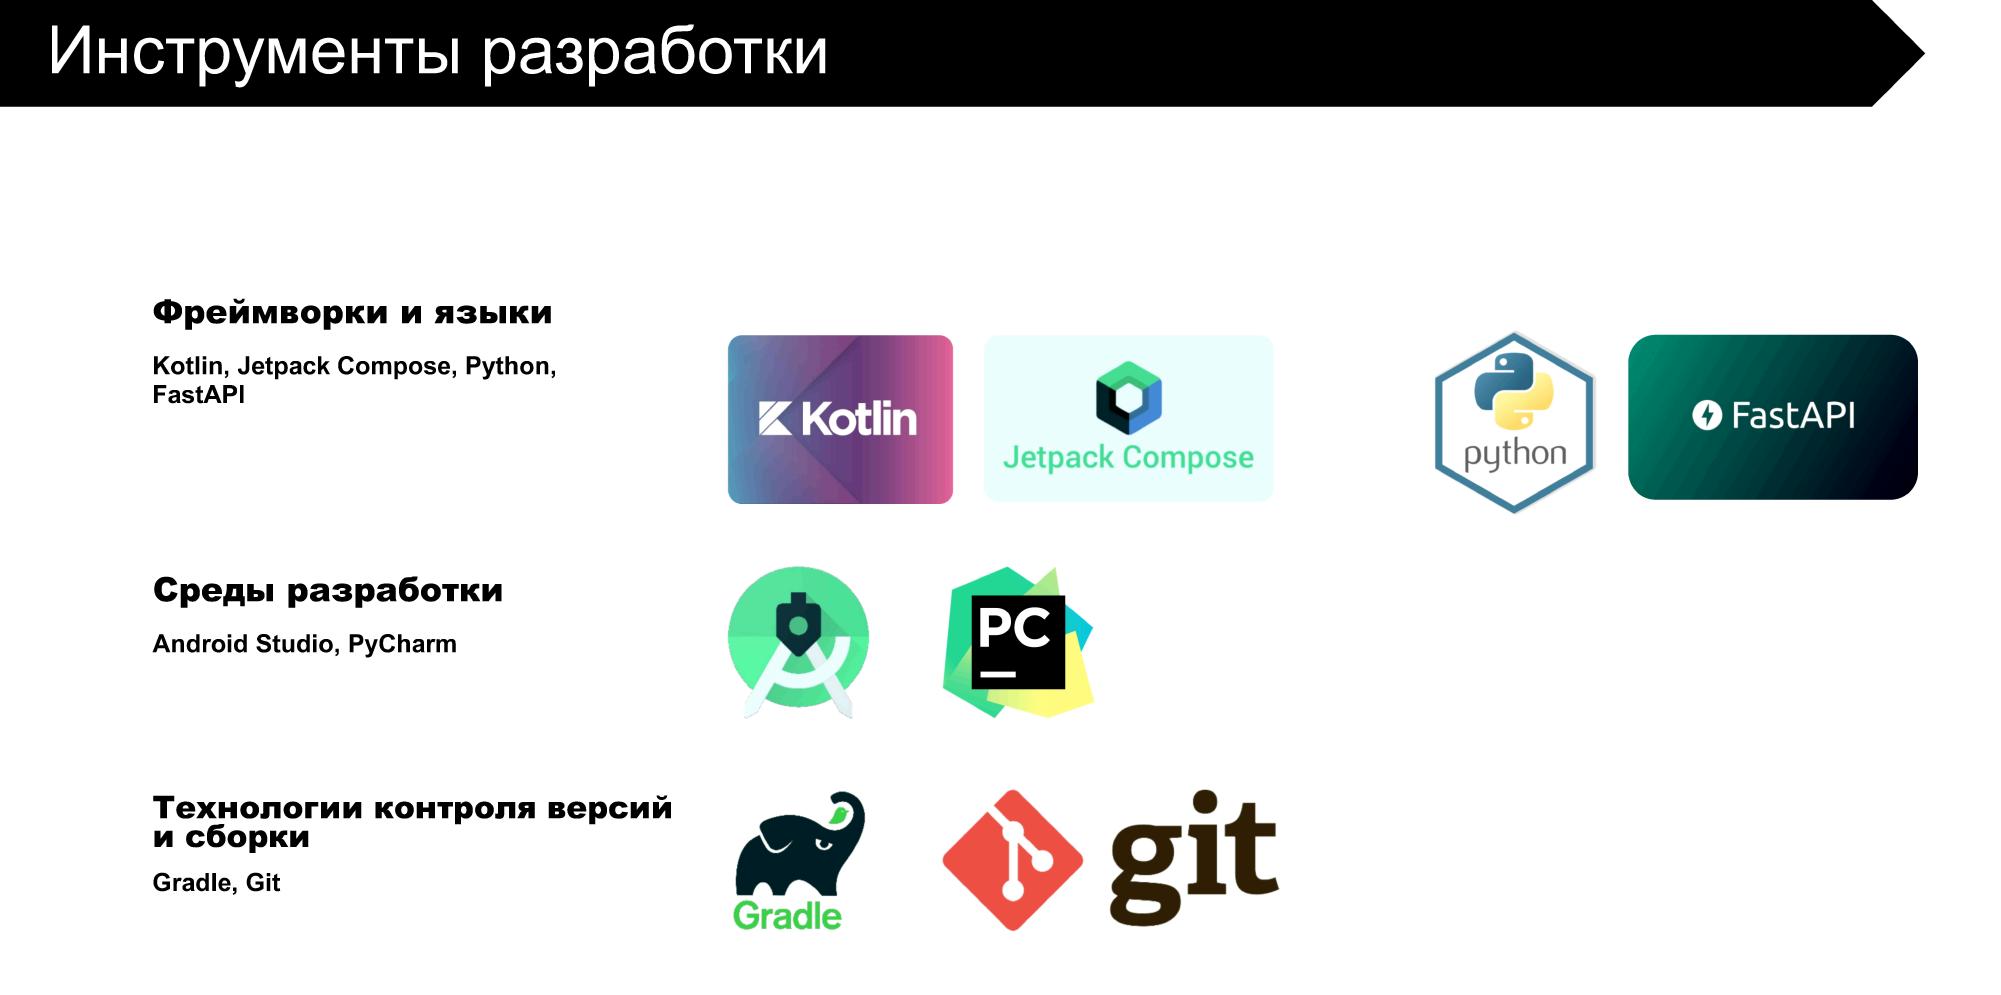 Инструменты разработки
Фреймворки и языки
Kotlin, Jetpack Compose, Python,
FastAPI
Kotlin
Jetpack Compose
python
FastAPI
Среды разработки
Android Studio, PyCharm
PC
Технологии контроля версий
и сборки
Gradle, Git
Gradle
git